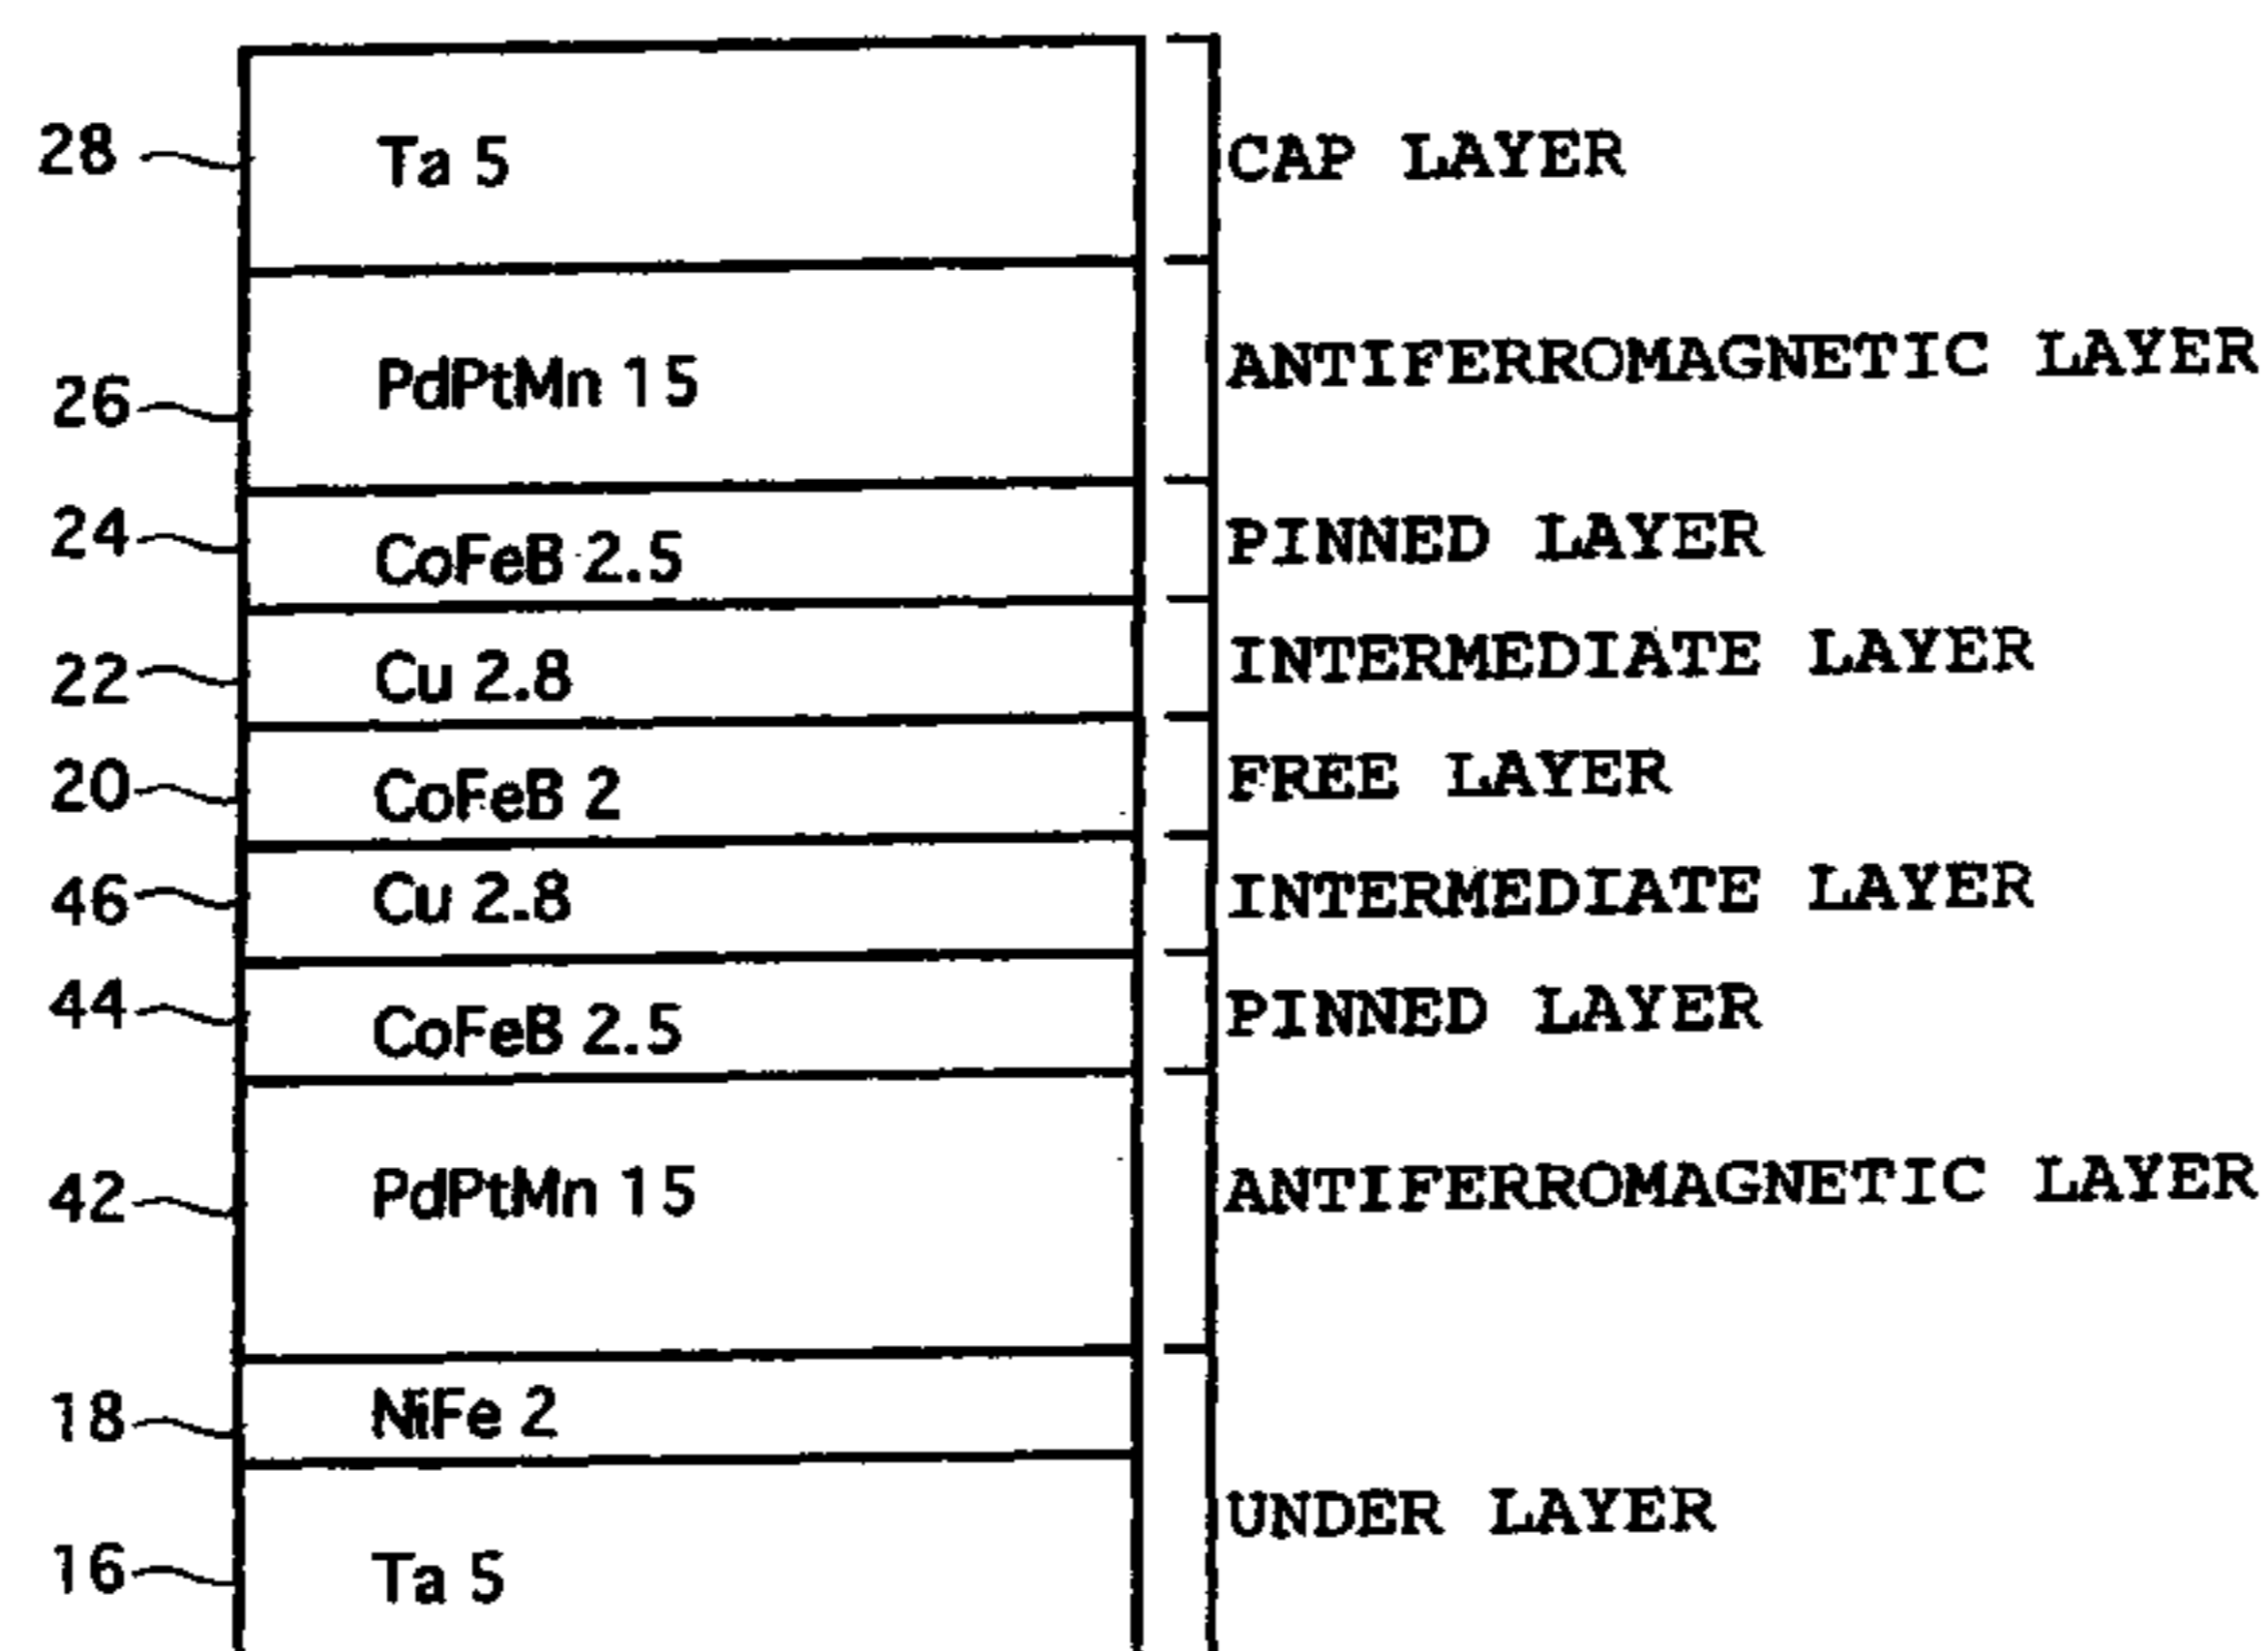 28 Ta 5 CAP LAYER
26 PdPtMn 15 ANTIFERROMAGNETIC LAYER
24 CoFeB 2.5 PINNED LAYER
22 Cu 2.8 INTERMEDIATE LAYER
20 CoFeB 2 FREE LAYER
46 Cu 2.8 INTERMEDIATE LAYER
44 CoFeB 2.5 PINNED LAYER
42 PdPtMn 15 ANTIFERROMAGNETIC LAYER
18 NiFe 2
UNDER LAYER
16 Ta 5